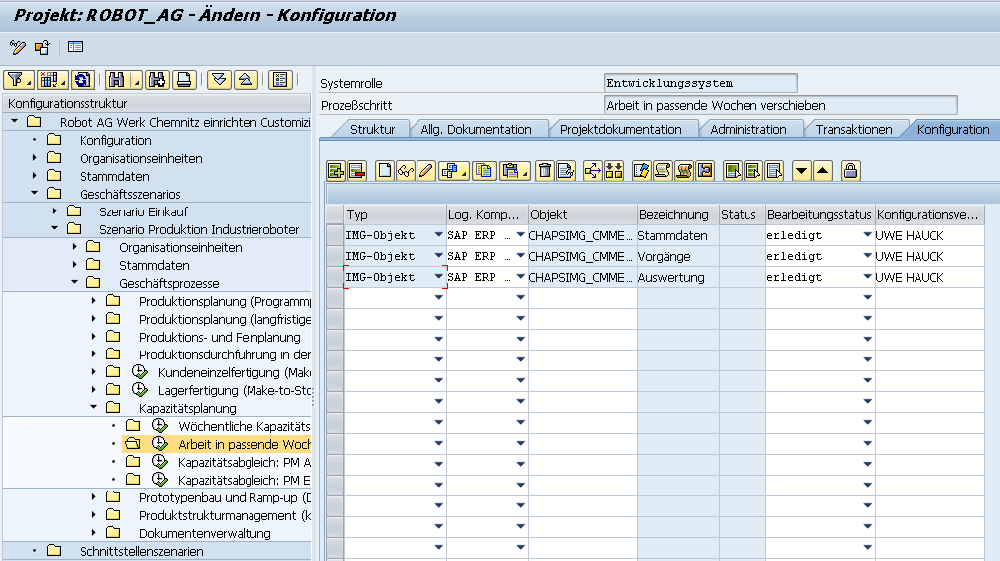 Projekt: ROBOT_AG - Ändern - Konfiguration
Systemrolle
Entwicklungssystem
Prozeßschritt
Arbeit in passende Wochen verschieben
Struktur
Allg. Dokumentation
Projektdokumentation
Administration
Transaktionen
Konfiguration
Konfigurationsstruktur
Robot AG Werk Chemnitz einrichten Customizi
Konfiguration
Organisationseinheiten
Stammdaten
Geschäftsszenarios
Szenario Einkauf
Szenario Produktion Industrieroboter
Organisationseinheiten
Stammdaten
Geschäftsprozesse
Produktionsplanung (Programmp
Produktionsplanung (langfristige
Produktions- und Feinplanung
Produktionsdurchführung in der
Kundeneinzelfertigung (Make
Lagerfertigung (Make-to-Sto
Kapazitätsplanung
Wöchentliche Kapazitäts
Arbeit in passende Woch
Kapazitätsabgleich: PM A
Kapazitätsabgleich: PM E
Prototypenbau und Ramp-up (D
Produktstrukturmanagement (k
Dokumentenverwaltung
Schnittstellenszenarien
Typ Log. Komp... Objekt Bezeichnung Status Bearbeitungsstatus Konfigurationsve...
IMG-Objekt SAP ERP ... CHAPSIMG_CMME... Stammdaten erledigt UWE HAUCK
IMG-Objekt SAP ERP ... CHAPSIMG_CMME... Vorgänge erledigt UWE HAUCK
IMG-Objekt SAP ERP ... CHAPSIMG_CMME... Auswertung erledigt UWE HAUCK